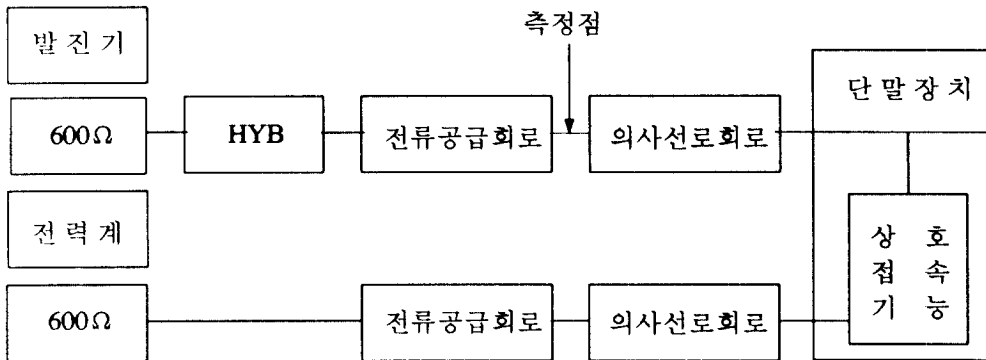 발 진 기
측정점
단 말 장 치
600Ω
HYB
전류공급회로
의사선로회로
전 력 계
상 호
접 속
기 능
600Ω
전류공급회로
의사선로회로